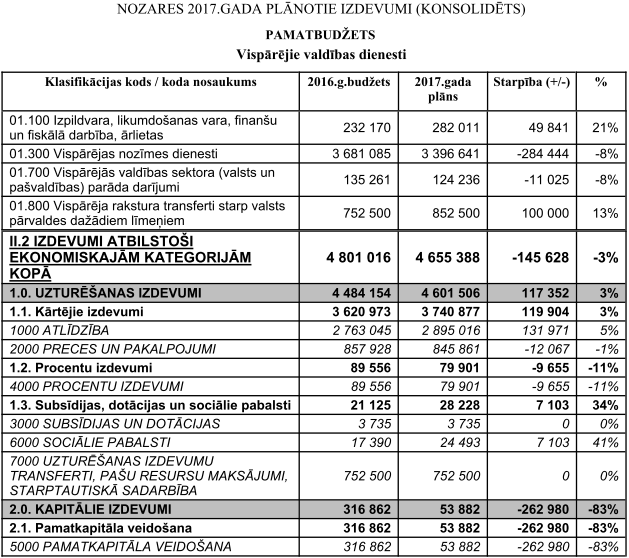 NOZARES 2017.GADA PLĀNOTIE IZDEVUMI (KONSOLIDĒTS)
PAMATBUDŽETS
Vispārējie valdības dienesti
Klasifikācijas kods / koda nosaukums 2016.g.budžets 2017.gada plāns Starpība (+/-) %
01.100 Izpildvara, likumdošanas vara, finanšu
un fiskālā darbība, ārlietas 232 170 282 011 49 841 21%
01.300 Vispārējas nozīmes dienesti 3 681 085 3 396 641 -284 444 -8%
01.700 Vispārējās valdības sektora (valsts un
pašvaldības) parāda darījumi 135 261 124 236 -11 025 -8%
01.800 Vispārēja rakstura transferti starp valsts
pārvaldes dažādiem līmeņiem 752 500 852 500 100 000 13%
II.2 IZDEVUMI ATBILSTOŠI
EKONOMISKAJĀM KATEGORIJĀM
KOPĀ 4 801 016 4 655 388 -145 628 -3%
1.0. UZTURĒŠANAS IZDEVUMI 4 484 154 4 601 506 117 352 3%
1.1. Kārtējie izdevumi 3 620 973 3 740 877 119 904 3%
1000 ATLĪDZĪBA 2 763 045 2 895 016 131 971 5%
2000 PRECES UN PAKALPOJUMI 857 928 845 861 -12 067 -1%
1.2. Procentu izdevumi 89 556 79 901 -9 655 -11%
4000 PROCENTU IZDEVUMI 89 556 79 901 -9 655 -11%
1.3. Subsīdijas, dotācijas un sociālie pabalsti 21 125 28 228 7 103 34%
3000 SUBSĪDIJAS UN DOTĀCIJAS 3 735 3 735 0 0%
6000 SOCIĀLIE PABALSTI 17 390 24 493 7 103 41%
7000 UZTURĒŠANAS IZDEVUMU
TRANSFERTI, PAŠU RESURSU MAKSĀJUMI,
STARPTAUTISKĀ SADARBĪBA 752 500 752 500 0 0%
2.0. KAPITĀLIE IZDEVUMI 316 862 53 882 -262 980 -83%
2.1. Pamatkapitāla veidošana 316 862 53 882 -262 980 -83%
5000 PAMATKAPITĀLA VEIDOŠANA 316 862 53 882 -262 980 -83%